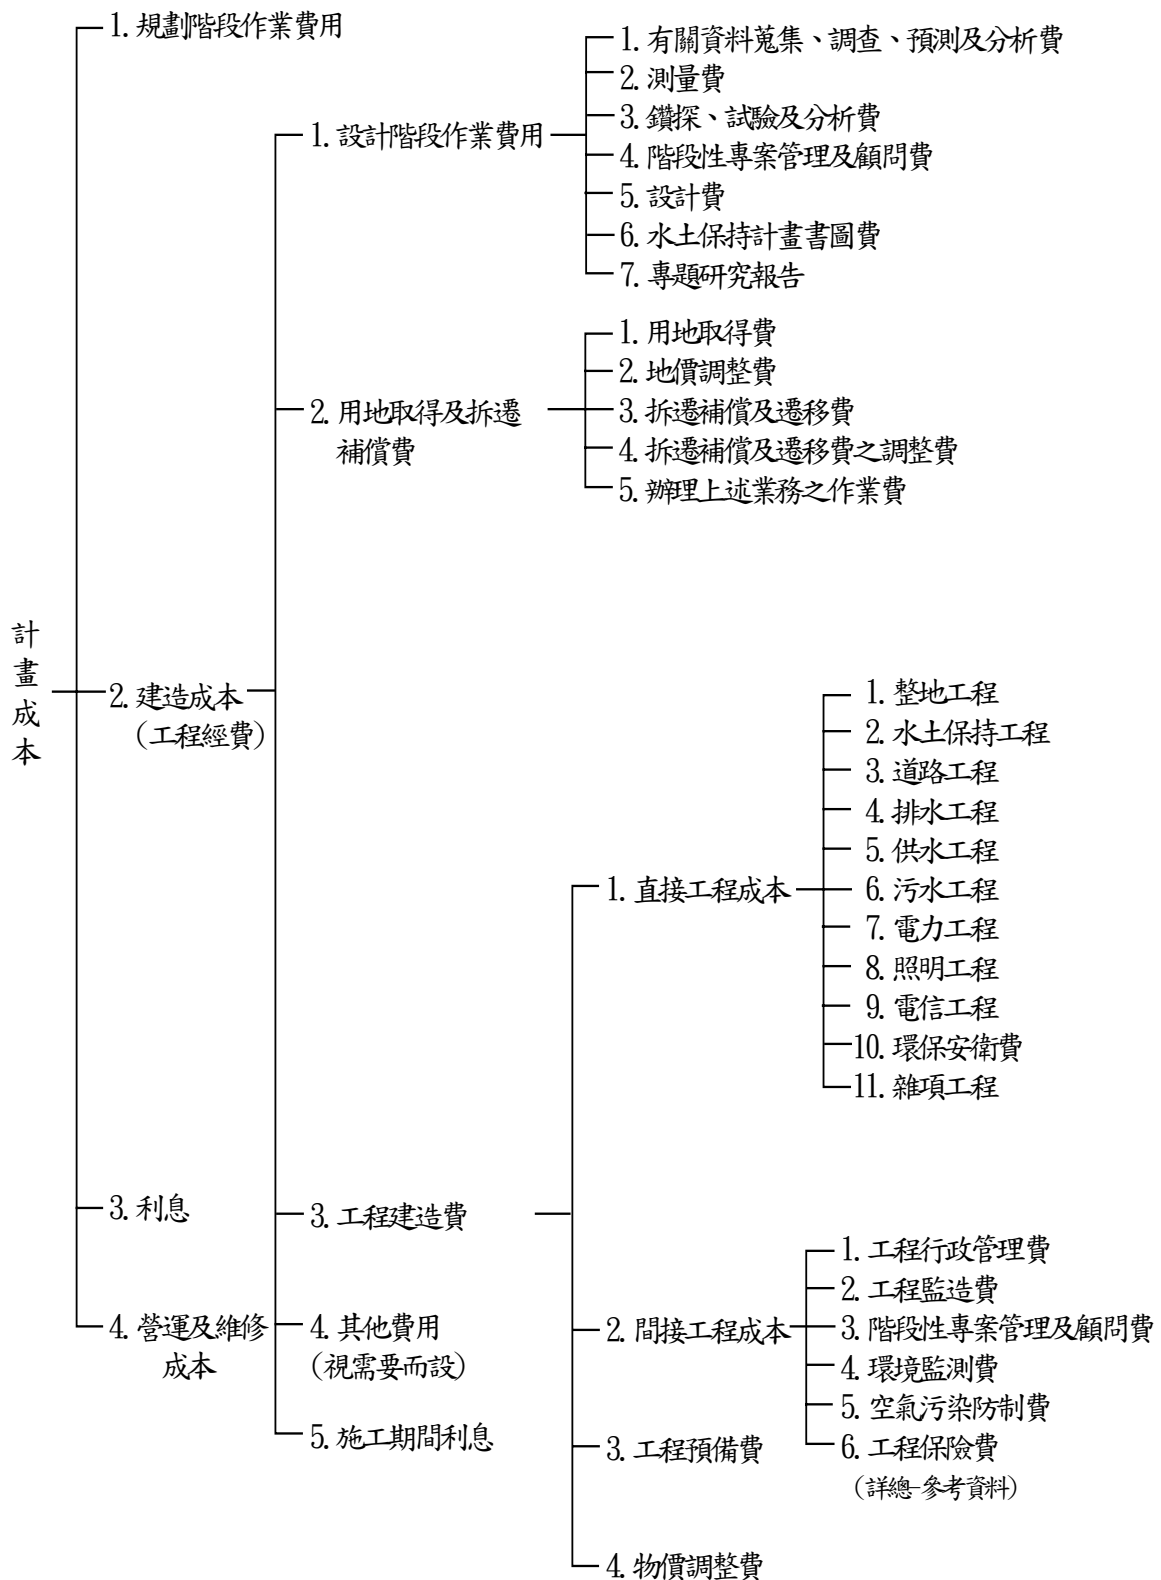 計畫成本
1. 規劃階段作業費用
2. 建造成本
（工程經費）
3. 利息
4. 營運及維修
成本
1. 設計階段作業費用
2. 用地取得及拆遷
補償費
3. 工程建造費
4. 其他費用
（視需要而設）
5. 施工期間利息
1. 有關資料蒐集、調查、預測及分析費
2. 測量費
3. 鑽探、試驗及分析費
4. 階段性專案管理及顧問費
5. 設計費
6. 水土保持計畫書圖費
7. 專題研究報告
1. 用地取得費
2. 地價調整費
3. 拆遷補償及遷移費
4. 拆遷補償及遷移費之調整費
5. 辦理上述業務之作業費
1. 直接工程成本
2. 間接工程成本
3. 工程預備費
4. 物價調整費
1. 整地工程
2. 水土保持工程
3. 道路工程
4. 排水工程
5. 供水工程
6. 污水工程
7. 電力工程
8. 照明工程
9. 電信工程
10. 環保安衛費
11. 雜項工程
1. 工程行政管理費
2. 工程監造費
3. 階段性專案管理及顧問費
4. 環境監測費
5. 空氣污染防制費
6. 工程保險費
（詳總-參考資料）